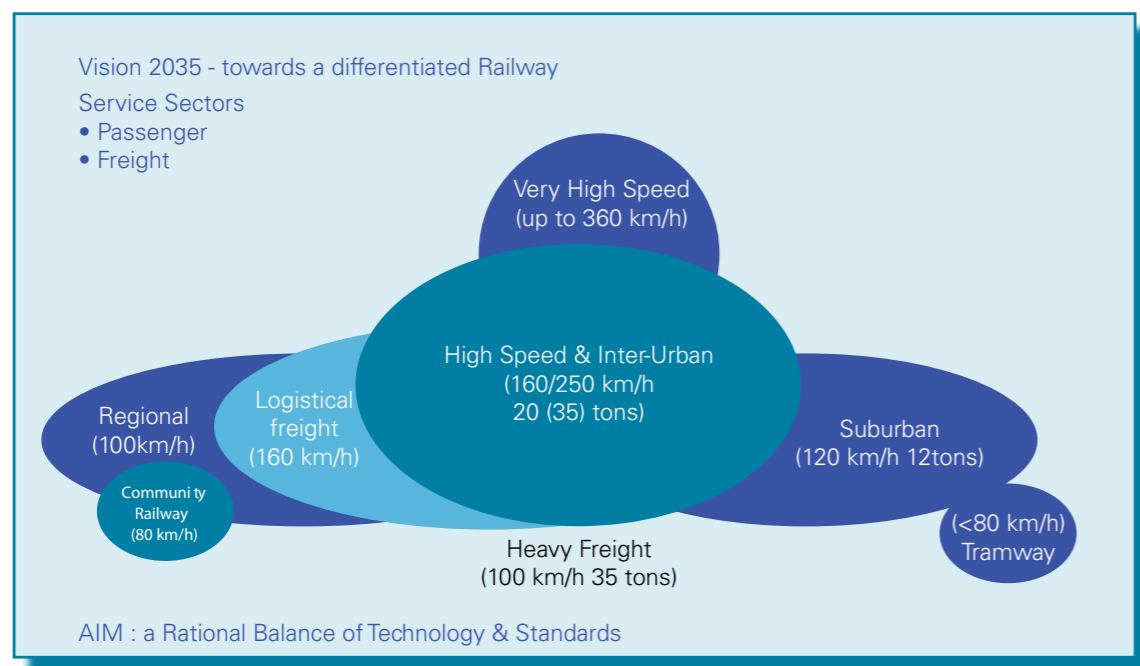 Vision 2035 - towards a differentiated Railway
Service Sectors
• Passenger
• Freight
Very High Speed
(up to 360 km/h)
High Speed & Inter-Urban
(160/250 km/h
20 (35) tons)
Logistical
freight
(160 km/h)
Regional
(100km/h)
Suburban
(120 km/h 12tons)
Communi ty
Railway
(80 km/h)
(<80 km/h)
Tramway
Heavy Freight
(100 km/h 35 tons)
AIM : a Rational Balance of Technology & Standards